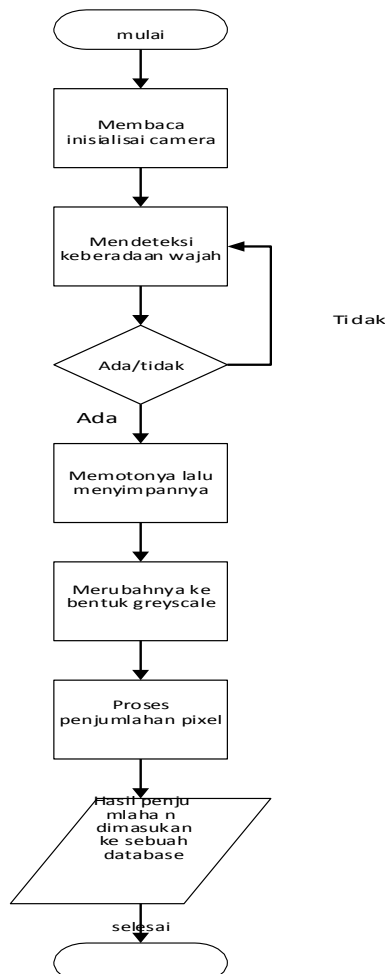 mulai
Membaca
inisialisai camera
Mendeteksi
keberadaan wajah
Tidak
Ada/tidak
Ada
Memotonya lalu
menyimpannya
Merubahnya ke
bentuk greyscale
Proses
penjumlahan pixel
Hasil penju
mlaha n
dimasukan
ke sebuah
database
selesai